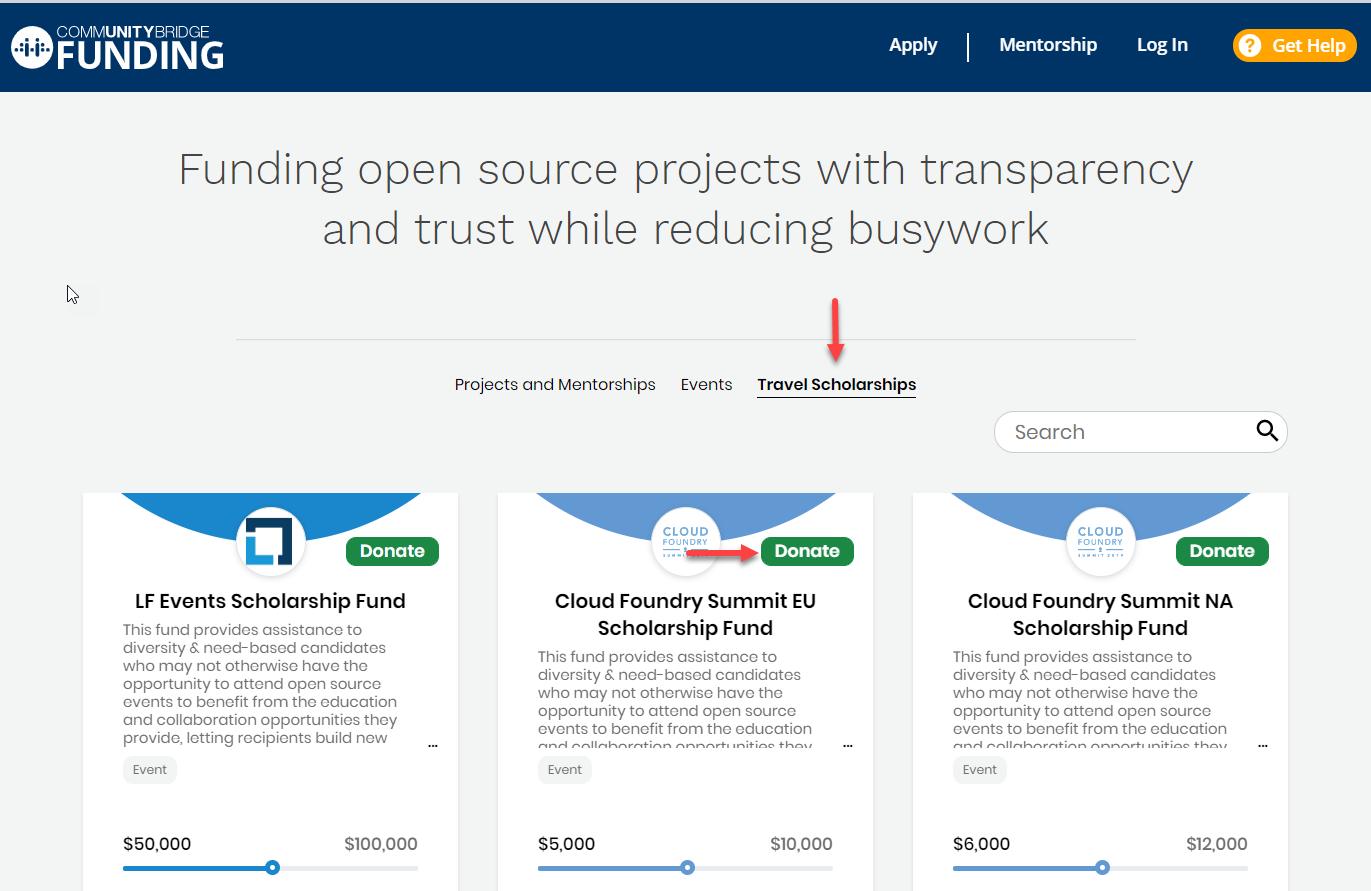 COMMUNITYBRIDGE
FUNDING
Apply
Mentorship
Log In
? Get Help
Funding open source projects with transparency
and trust while reducing busywork
Projects and Mentorships
Events
Travel Scholarships
Search
Donate
LF Events Scholarship Fund
This fund provides assistance to
diversity & need-based candidates
who may not otherwise have the
opportunity to attend open source
events to benefit from the education
and collaboration opportunities they
provide, letting recipients build new
...
Event
$50,000
$100,000
CLOUD
FOUNDRY
Donate
Cloud Foundry Summit EU
Scholarship Fund
This fund provides assistance to
diversity & need-based candidates
who may not otherwise have the
opportunity to attend open source
events to benefit from the education
and collaboration opportunities they
...
Event
$5,000
$10,000
CLOUD
FOUNDRY
SUMMIT 2019
Donate
Cloud Foundry Summit NA
Scholarship Fund
This fund provides assistance to
diversity & need-based candidates
who may not otherwise have the
opportunity to attend open source
events to benefit from the education
and collaboration opportunities they
...
Event
$6,000
$12,000